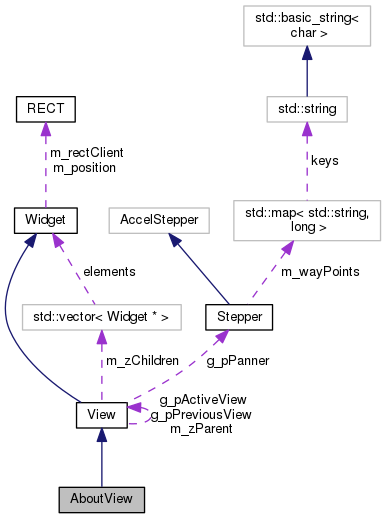 std::basic_string<
char >
RECT
std::string
m_rectClient
m_position
keys
Widget
AccelStepper
std::map< std::string,
long >
elements
m_wayPoints
std::vector< Widget * >
Stepper
m_zChildren
g_pPanner
g_pActiveView
g_pPreviousView
m_zParent
View
AboutView